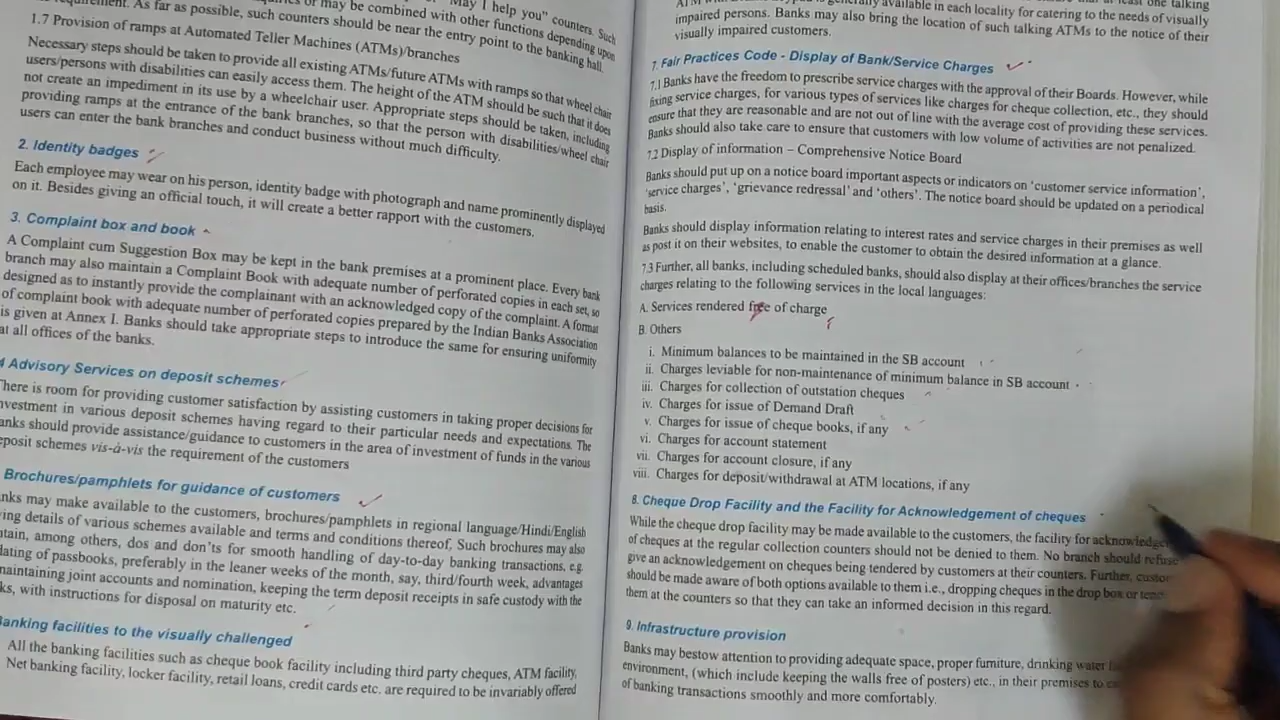 May I help you" counters. Such
or may be combined with other functions depending upon
requirement. As far as possible, such counters should be near the entry point to the banking hall.
1.7 Provision of ramps at Automated Teller Machines (ATMs)/branches
Necessary steps should be taken to provide all existing ATMs/future ATMs with ramps so that wheel chair
users/persons with disabilities can easily access them. The height of the ATM should be such that it does
not create an impediment in its use by a wheelchair user. Appropriate steps should be taken, including
providing ramps at the entrance of the bank branches, so that the person with disabilities/wheel chair
users can enter the bank branches and conduct business without much difficulty.
2. Identity badges
Each employee may wear on his person, identity badge with photograph and name prominently displayed
on it. Besides giving an official touch, it will create a better rapport with the customers.
3. Complaint box and book
A Complaint cum Suggestion Box may be kept in the bank premises at a prominent place. Every bank
branch may also maintain a Complaint Book with adequate number of perforated copies in each set, so
designed as to instantly provide the complainant with an acknowledged copy of the complaint. A format
of complaint book with adequate number of perforated copies prepared by the Indian Banks Association
is given at Annex I. Banks should take appropriate steps to introduce the same for ensuring uniformity
at all offices of the banks.
4 Advisory Services on deposit schemes
There is room for providing customer satisfaction by assisting customers in taking proper decisions for
nvestment in various deposit schemes having regard to their particular needs and expectations. The
anks should provide assistance/guidance to customers in the area of investment of funds in the various
eposit schemes vis-à-vis the requirement of the customers
Brochures/pamphlets for guidance of customers
nks may make available to the customers, brochures/pamphlets in regional language/Hindi/English
ing details of various schemes available and terms and conditions thereof, Such brochures may also
ntain, among others, dos and don'ts for smooth handling of day-to-day banking transactions, e.g.
dating of passbooks, preferably in the leaner weeks of the month, say, third/fourth week, advantages
maintaining joint accounts and nomination, keeping the term deposit receipts in safe custody with the
ks, with instructions for disposal on maturity etc.
Banking facilities to the visually challenged
All the banking facilities such as cheque book facility including third party cheques, ATM facility,
Net banking facility, locker facility, retail loans, credit cards etc. are required to be invariably offered
is generally available in each locality for catering to the needs of visually
impaired persons. Banks may also bring the location of such talking ATMs to the notice of their
visually impaired customers.
7. Fair Practices Code - Display of Bank/Service Charges
7.1 Banks have the freedom to prescribe service charges with the approval of their Boards. However, while
fixing service charges, for various types of services like charges for cheque collection, etc., they should
ensure that they are reasonable and are not out of line with the average cost of providing these services.
Banks should also take care to ensure that customers with low volume of activities are not penalized.
7.2 Display of information – Comprehensive Notice Board
Banks should put up on a notice board important aspects or indicators on 'customer service information',
'service charges', 'grievance redressal' and 'others'. The notice board should be updated on a periodical
basis.
Banks should display information relating to interest rates and service charges in their premises as well
as post it on their websites, to enable the customer to obtain the desired information at a glance.
7.3 Further, all banks, including scheduled banks, should also display at their offices/branches the service
charges relating to the following services in the local languages:
A. Services rendered free of charge
B. Others
i. Minimum balances to be maintained in the SB account
ii. Charges leviable for non-maintenance of minimum balance in SB account
iii. Charges for collection of outstation cheques
iv. Charges for issue of Demand Draft
v. Charges for issue of cheque books, if any
vi. Charges for account statement
vii. Charges for account closure, if any
viii. Charges for deposit/withdrawal at ATM locations, if any
8. Cheque Drop Facility and the Facility for Acknowledgement of cheques
While the cheque drop facility may be made available to the customers, the facility for acknowledge
of cheques at the regular collection counters should not be denied to them. No branch should refuse
give an acknowledgement on cheques being tendered by customers at their counters. Further, custo
should be made aware of both options available to them i.e., dropping cheques in the drop box or
them at the counters so that they can take an informed decision in this regard.
9. Infrastructure provision
Banks may bestow attention to providing adequate space, proper furniture, drinking water
environment, (which include keeping the walls free of posters) etc., in their premises to
of banking transactions smoothly and more comfortably.